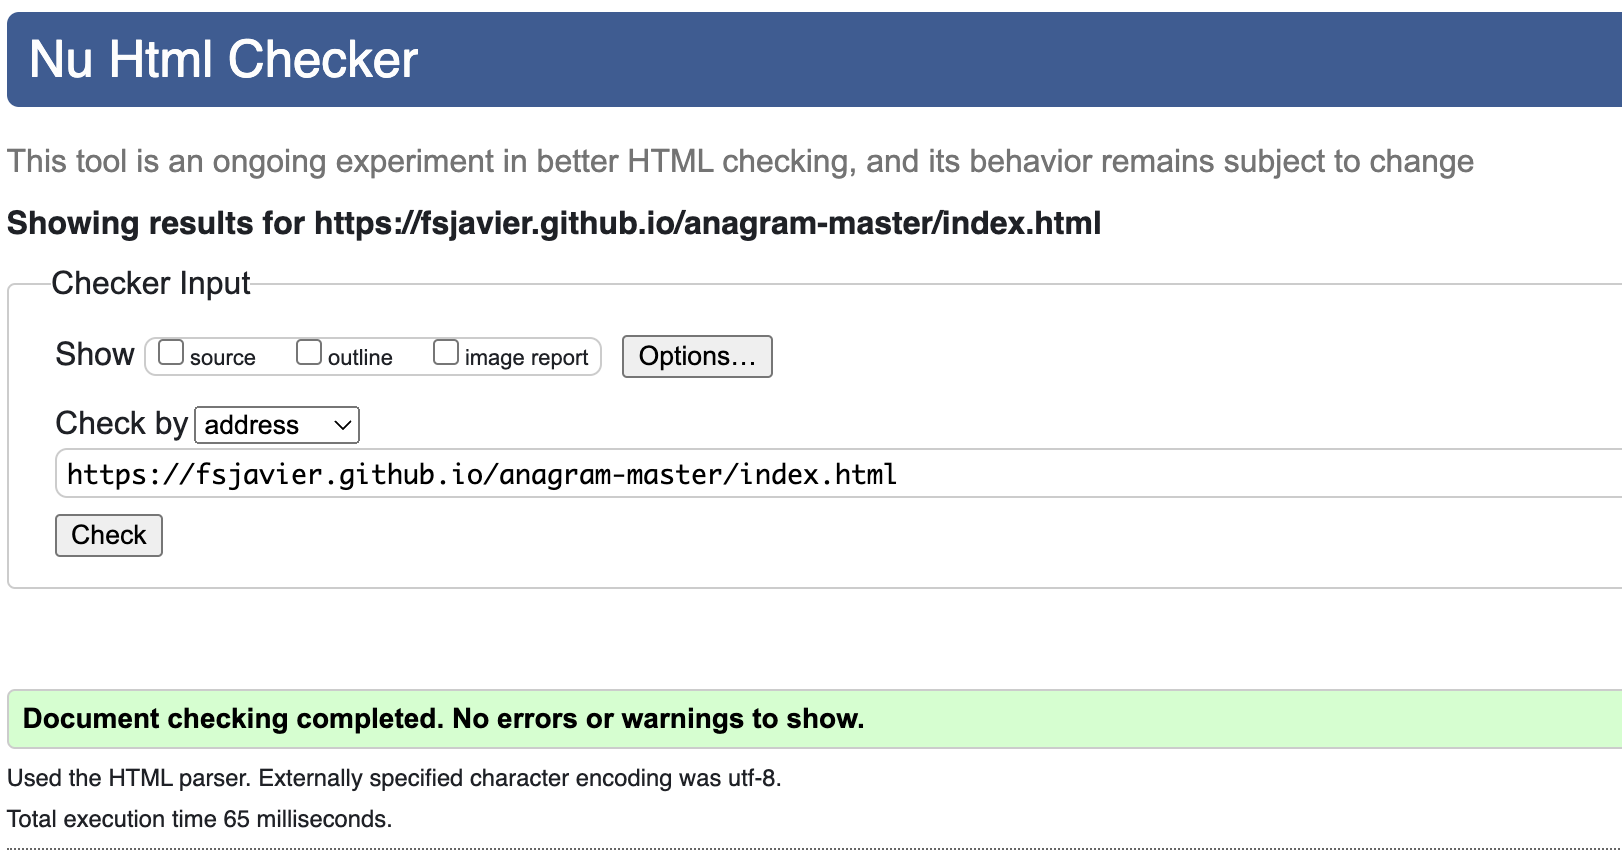 Nu Html Checker
This tool is an ongoing experiment in better HTML checking, and its behavior remains subject to change
Showing results for https://fsjavier.github.io/anagram-master/index.html
Checker Input
Show source outline image report Options…
Check by address
https://fsjavier.github.io/anagram-master/index.html
Check
Document checking completed. No errors or warnings to show.
Used the HTML parser. Externally specified character encoding was utf-8.
Total execution time 65 milliseconds.